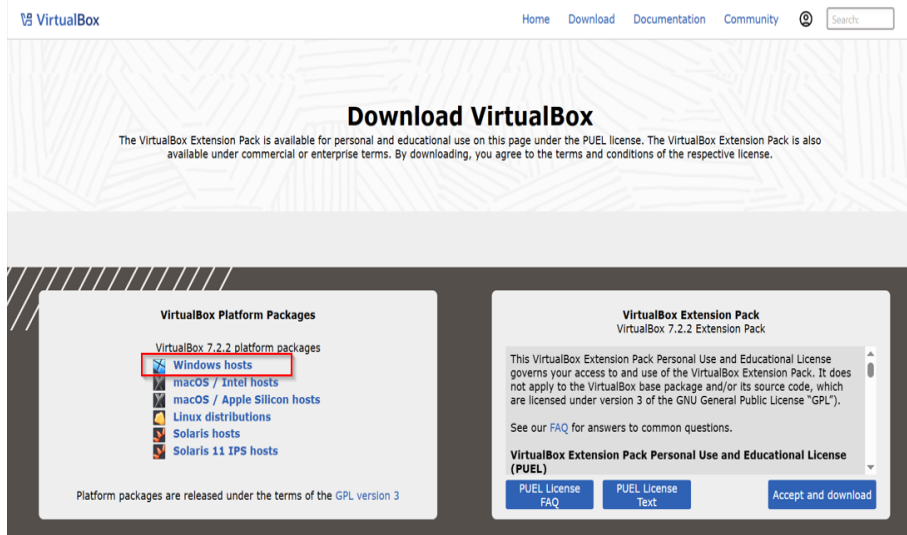 VirtualBox
Home Download Documentation Community Search:
Download VirtualBox
The VirtualBox Extension Pack is available for personal and educational use on this page under the PUEL license. The VirtualBox Extension Pack is also
available under commercial or enterprise terms. By downloading, you agree to the terms and conditions of the respective license.
VirtualBox Platform Packages
VirtualBox 7.2.2 platform packages
Windows hosts
macOS / Intel hosts
macOS / Apple Silicon hosts
Linux distributions
Solaris hosts
Solaris 11 IPS hosts
Platform packages are released under the terms of the GPL version 3
VirtualBox Extension Pack
VirtualBox 7.2.2 Extension Pack
This VirtualBox Extension Pack Personal Use and Educational License
governs your access to and use of the VirtualBox Extension Pack. It does
not apply to the VirtualBox base package and/or its source code, which
are licensed under version 3 of the GNU General Public License “GPL”).
See our FAQ for answers to common questions.
VirtualBox Extension Pack Personal Use and Educational License
(PUEL)
PUEL License
FAQ
PUEL License
Text
Accept and download